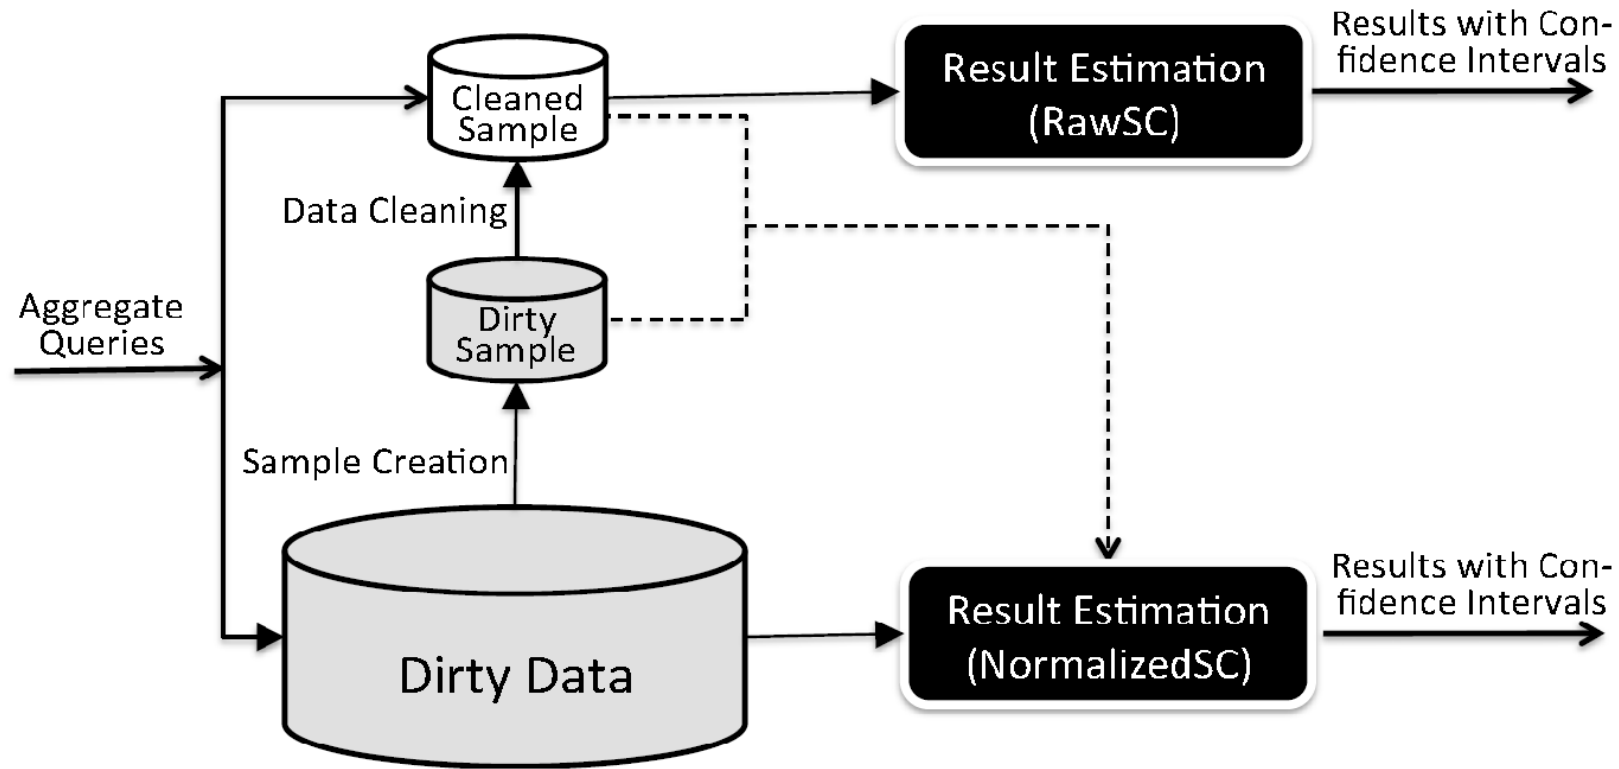 Results with Con-
fidence Intervals
Result Estimation
(RawSC)
Cleaned
Sample
Data Cleaning
Aggregate
Queries
Dirty
Sample
Sample Creation
Results with Con-
fidence Intervals
Result Estimation
(NormalizedSC)
Dirty Data